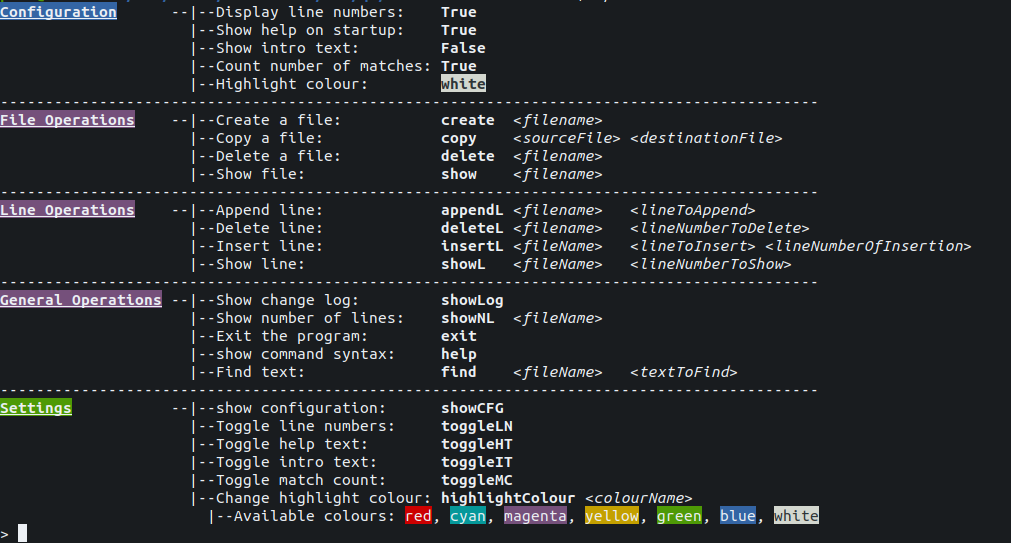 Configuration      --|--Display line numbers:    True
                     |--Show help on startup:    True
                     |--Show intro text:         False
                     |--Count number of matches: True
                     |--Highlight colour:        white
-------------------------------------------------------------------------------------------
File Operations    --|--Create a file:           create  <filename>
                     |--Copy a file:             copy    <sourceFile> <destinationFile>
                     |--Delete a file:           delete  <filename>
                     |--Show file:               show    <filename>
-------------------------------------------------------------------------------------------
Line Operations    --|--Append line:             appendL <filename>   <lineToAppend>
                     |--Delete line:             deleteL <filename>   <lineNumberToDelete>
                     |--Insert line:             insertL <fileName>   <lineToInsert> <lineNumberOfInsertion>
                     |--Show line:               showL   <fileName>   <lineNumberToShow>
-------------------------------------------------------------------------------------------
General Operations --|--Show change log:         showLog
                     |--Show number of lines:    showNL  <fileName>
                     |--Exit the program:        exit
                     |--show command syntax:     help
                     |--Find text:               find    <fileName>   <textToFind>
-------------------------------------------------------------------------------------------
Settings           --|--show configuration:      showCFG
                     |--Toggle line numbers:     toggleLN
                     |--Toggle help text:        toggleHT
                     |--Toggle intro text:       toggleIT
                     |--Toggle match count:      toggleMC
                     |--Change highlight colour: highlightColour <colourName>
                       |--Available colours: red, cyan, magenta, yellow, green, blue, white
>